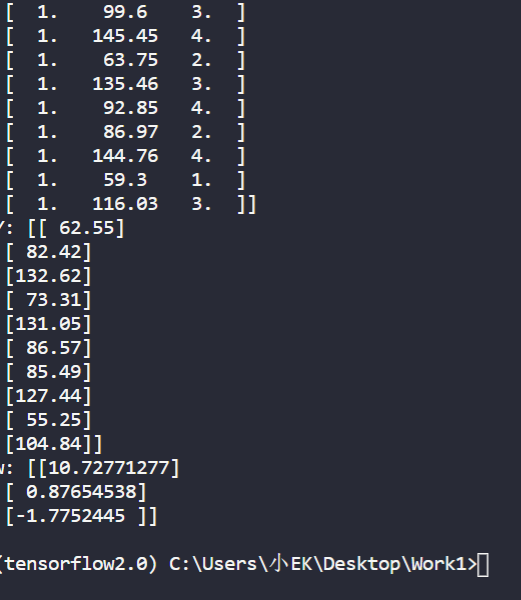 [  1.    99.6    3.  ]
[  1.    145.45  4.  ]
[  1.    63.75   2.  ]
[  1.    135.46  3.  ]
[  1.    92.85   4.  ]
[  1.    86.97   2.  ]
[  1.    144.76  4.  ]
[  1.    59.3    1.  ]
[  1.    116.03  3.  ]]
Y: [[ 62.55]
[ 82.42]
[132.62]
[ 73.31]
[131.05]
[ 86.57]
[ 85.49]
[127.44]
[ 55.25]
[104.84]]
w: [[10.72771277]
[ 0.87654538]
[-1.7752445 ]]
(tensorflow2.0) C:\Users\小EK\Desktop\Work1>